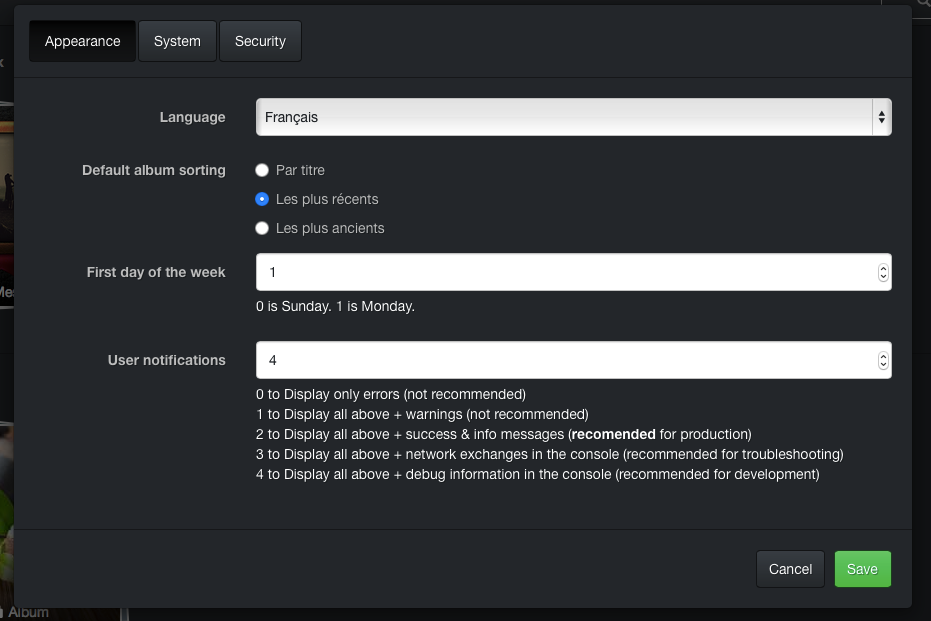 Appearance System Security
Language Français
Default album sorting Par titre
Les plus récents
Les plus ancients
First day of the week 1
0 is Sunday. 1 is Monday.
User notifications 4
0 to Display only errors (not recommended)
1 to Display all above + warnings (not recommended)
2 to Display all above + success & info messages (recomended for production)
3 to Display all above + network exchanges in the console (recommended for troubleshooting)
4 to Display all above + debug information in the console (recommended for development)
Cancel Save
Album